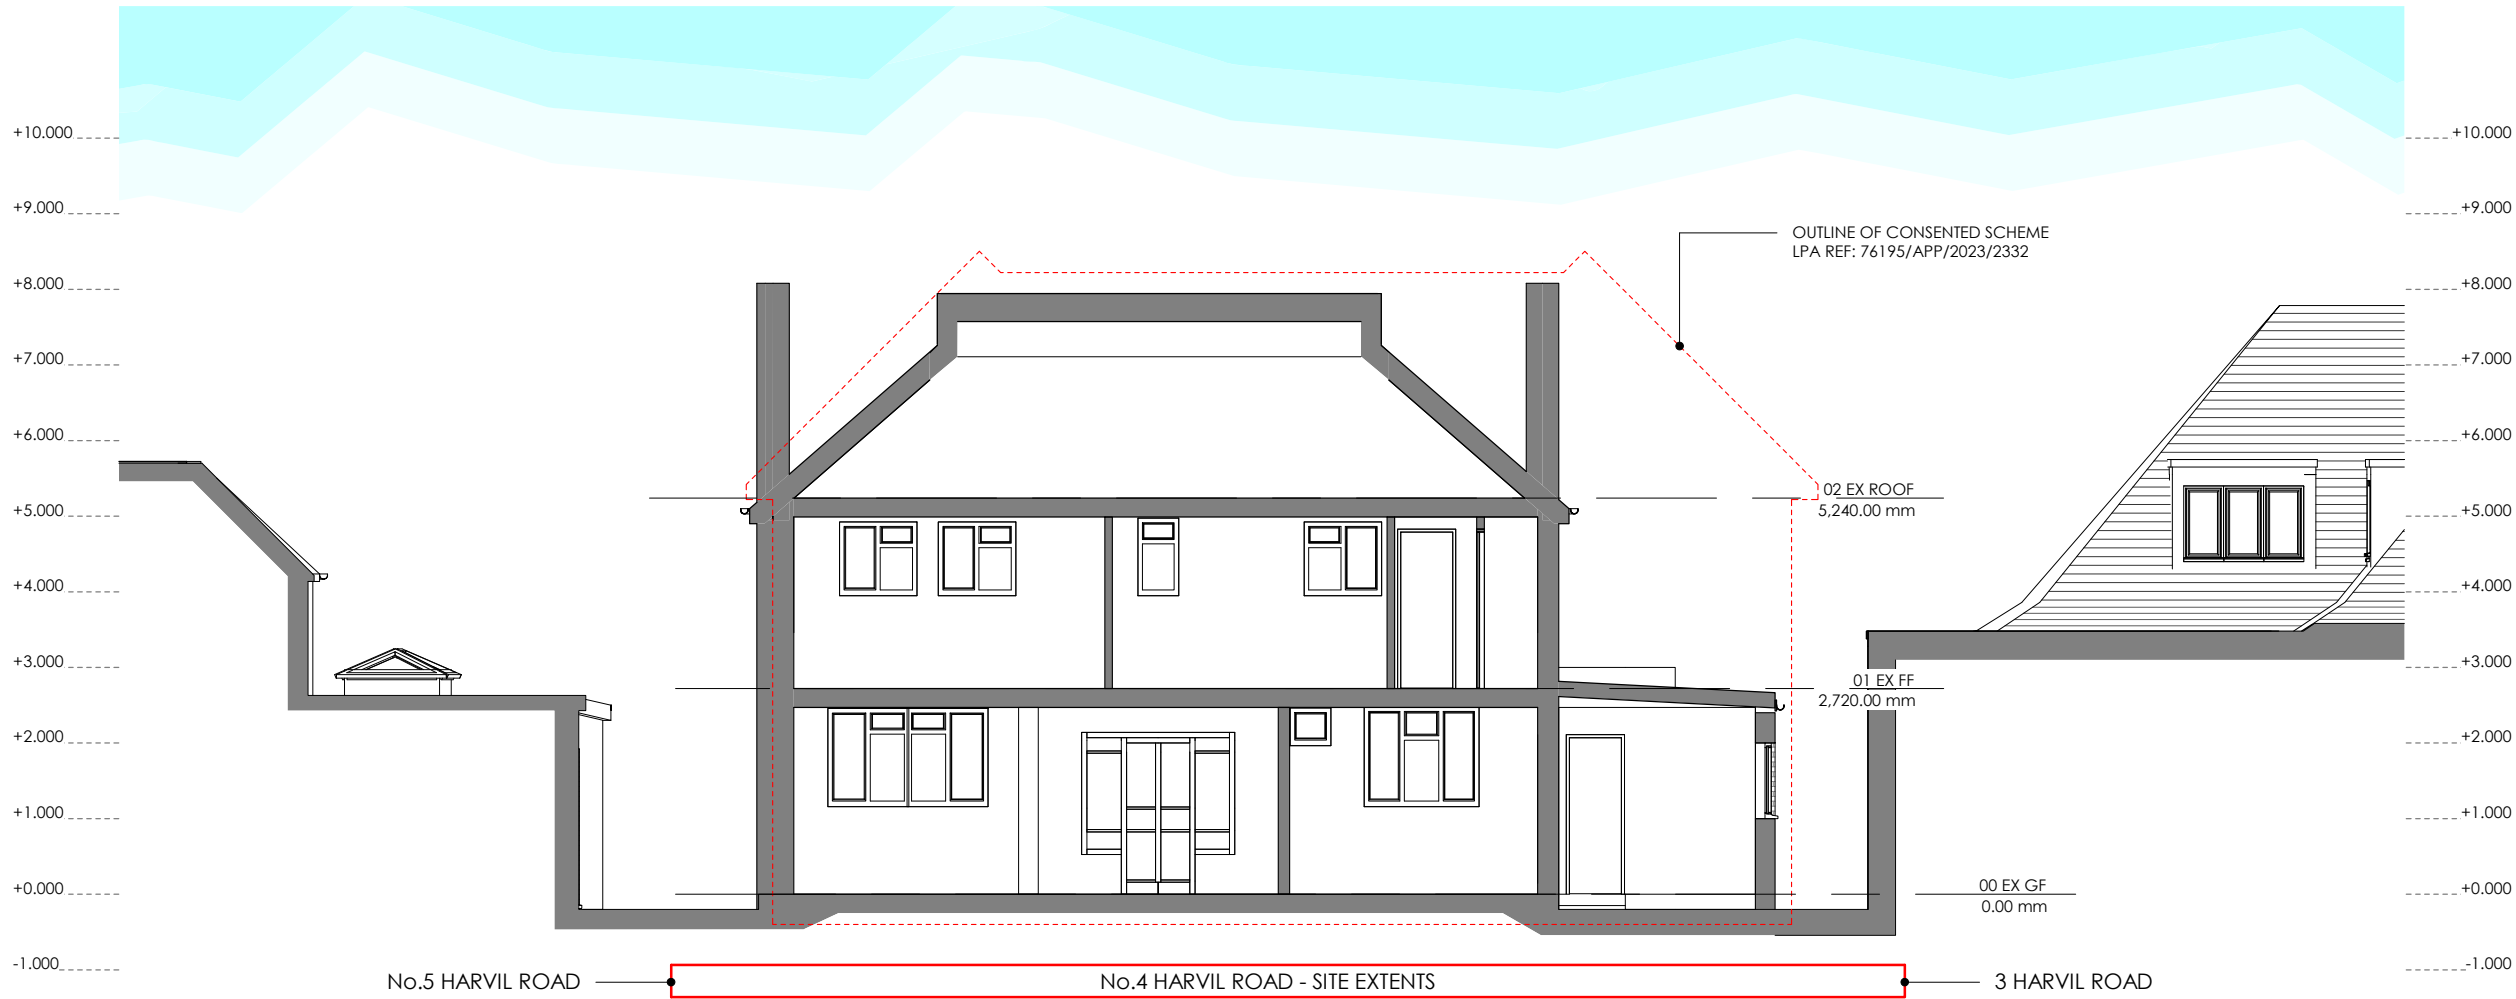 +10.000
+9.000
+8.000
+7.000
+6.000
+5.000
+4.000
+3.000
+2.000
+1.000
+0.000
-1.000
OUTLINE OF CONSENTED SCHEME
LPA REF: 76195/APP/2023/2332
02 EX ROOF
5,240.00 mm
01 EX FF
2,720.00 mm
00 EX GF
0.00 mm
+10.000
+9.000
+8.000
+7.000
+6.000
+5.000
+4.000
+3.000
+2.000
+1.000
+0.000
-1.000
No.5 HARVIL ROAD
No.4 HARVIL ROAD - SITE EXTENTS
3 HARVIL ROAD